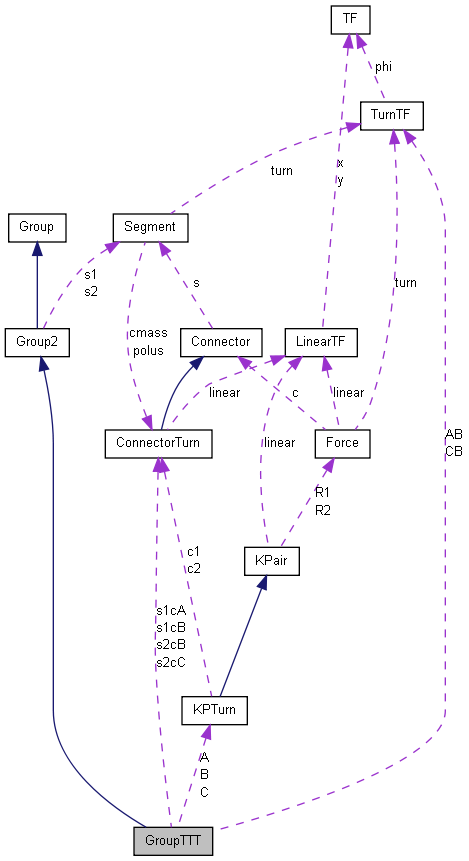 TF
phi
TurnTF
x
y
turn
Group
Segment
s1
s2
s
turn
cmass
polus
Group2
Connector
LinearTF
linear
c
linear
ConnectorTurn
linear
Force
AB
CB
R1
R2
c1
c2
KPair
s1cA
s1cB
s2cB
s2cC
KPTurn
A
B
C
GroupTTT